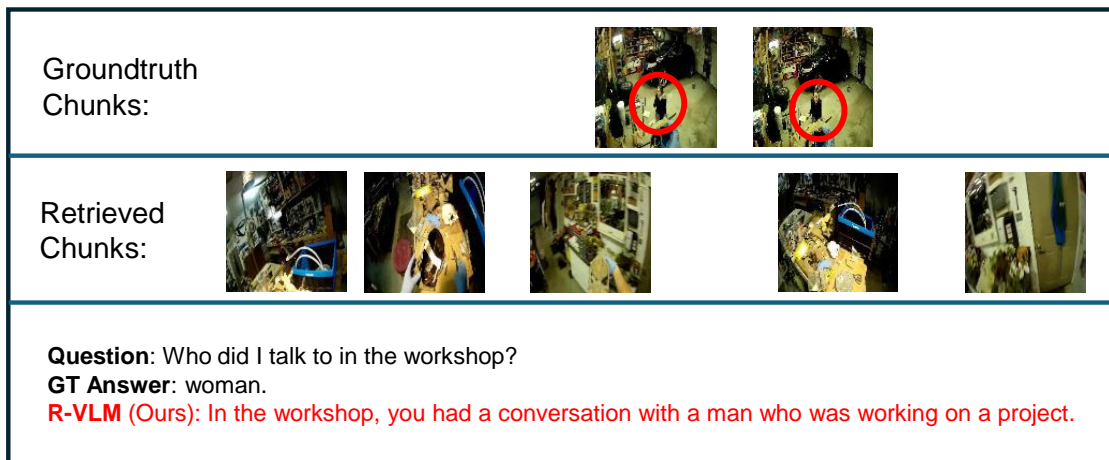 Groundtruth
Chunks:
Retrieved
Chunks:
Question: Who did I talk to in the workshop?
GT Answer: woman.
R-VLM (Ours): In the workshop, you had a conversation with a man who was working on a project.